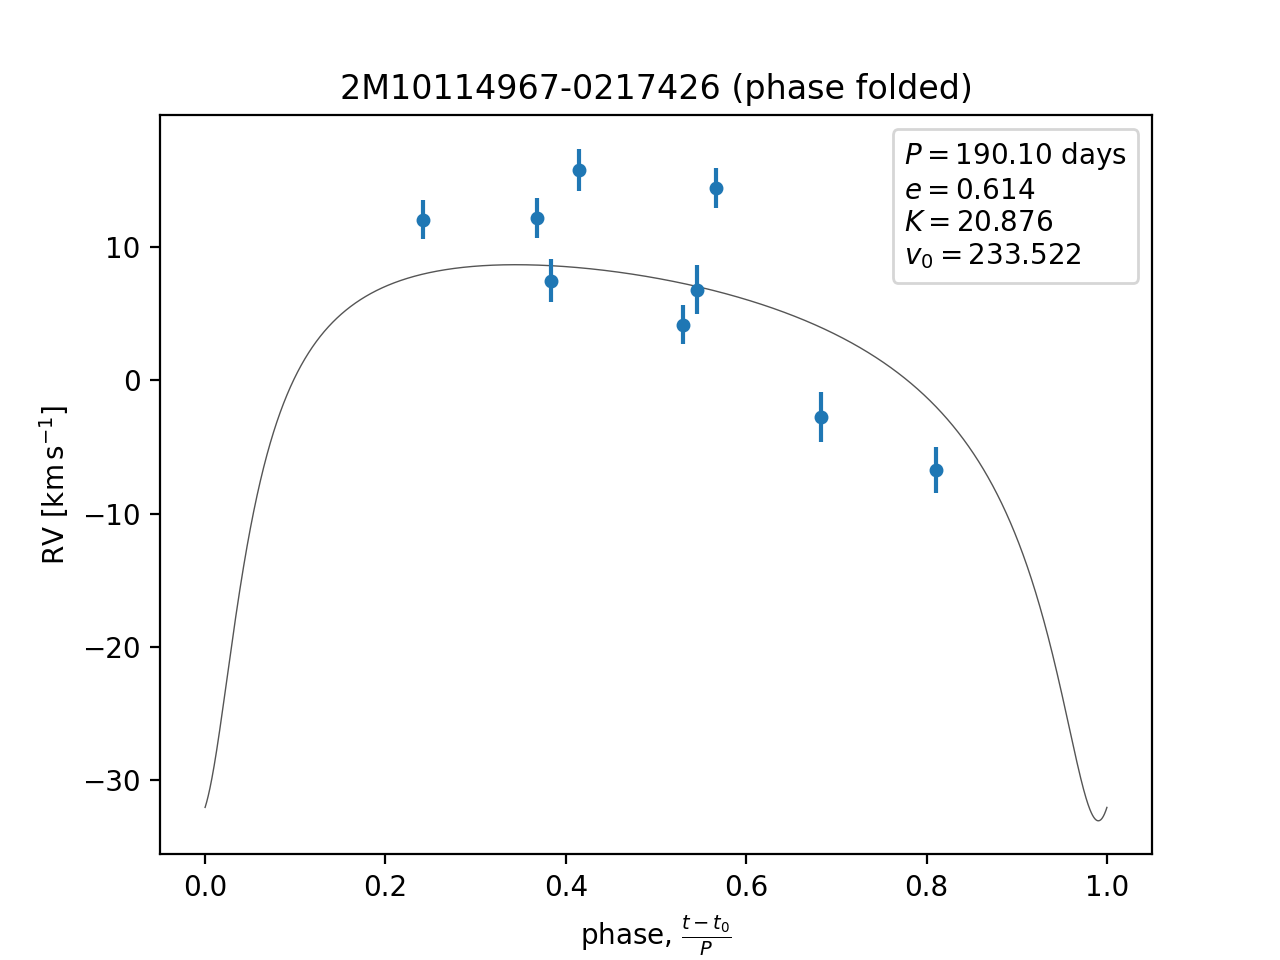 2M10114967-0217426 (phase folded)
P = 190.10 days
e = 0.614
K = 20.876
v₀ = 233.522
10
0
−10
−20
−30
RV [km s⁻¹]
0.0 0.2 0.4 0.6 0.8 1.0
phase, (t − t₀)/P